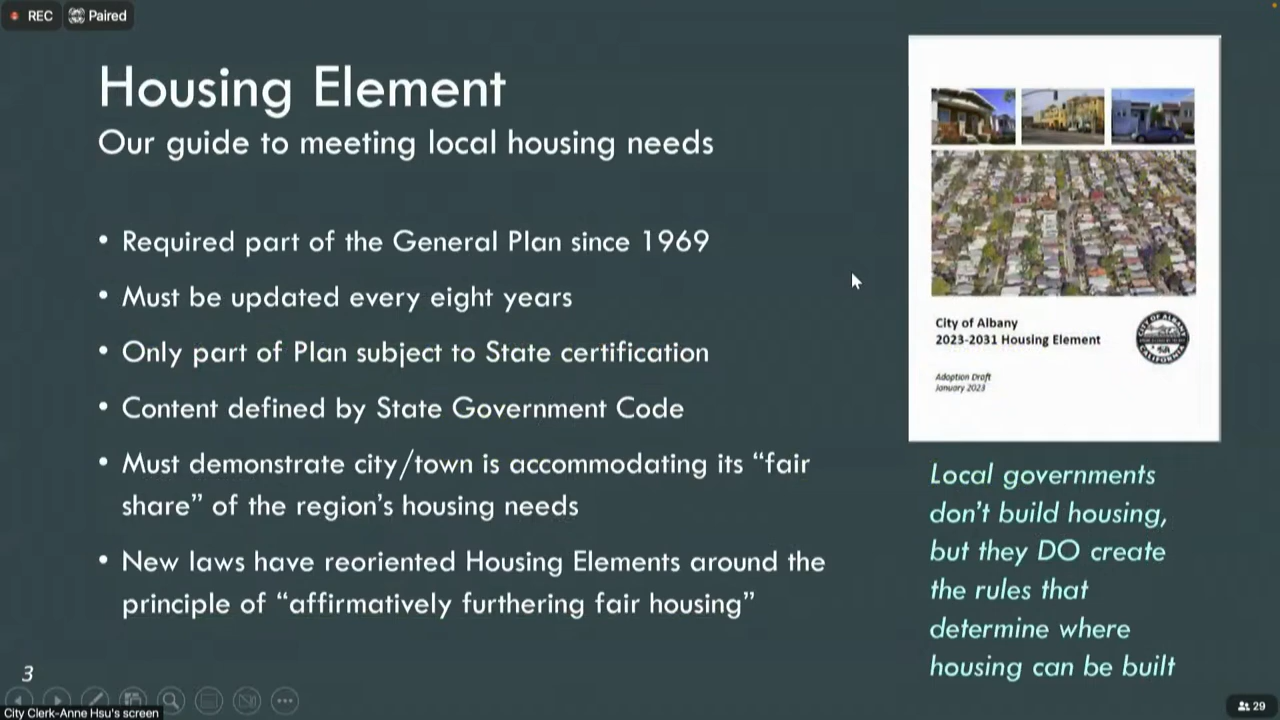 REC
Paired
Housing Element
Our guide to meeting local housing needs
• Required part of the General Plan since 1969
• Must be updated every eight years
• Only part of Plan subject to State certification
• Content defined by State Government Code
• Must demonstrate city/town is accommodating its “fair
share” of the region’s housing needs
• New laws have reoriented Housing Elements around the
principle of “affirmatively furthering fair housing”
City of Albany
2023-2031 Housing Element
Adoption Draft
January 2023
CITY OF ALBANY
CALIFORNIA
Local governments
don’t build housing,
but they DO create
the rules that
determine where
housing can be built
3
City Clerk-Anne Hsu's screen
29